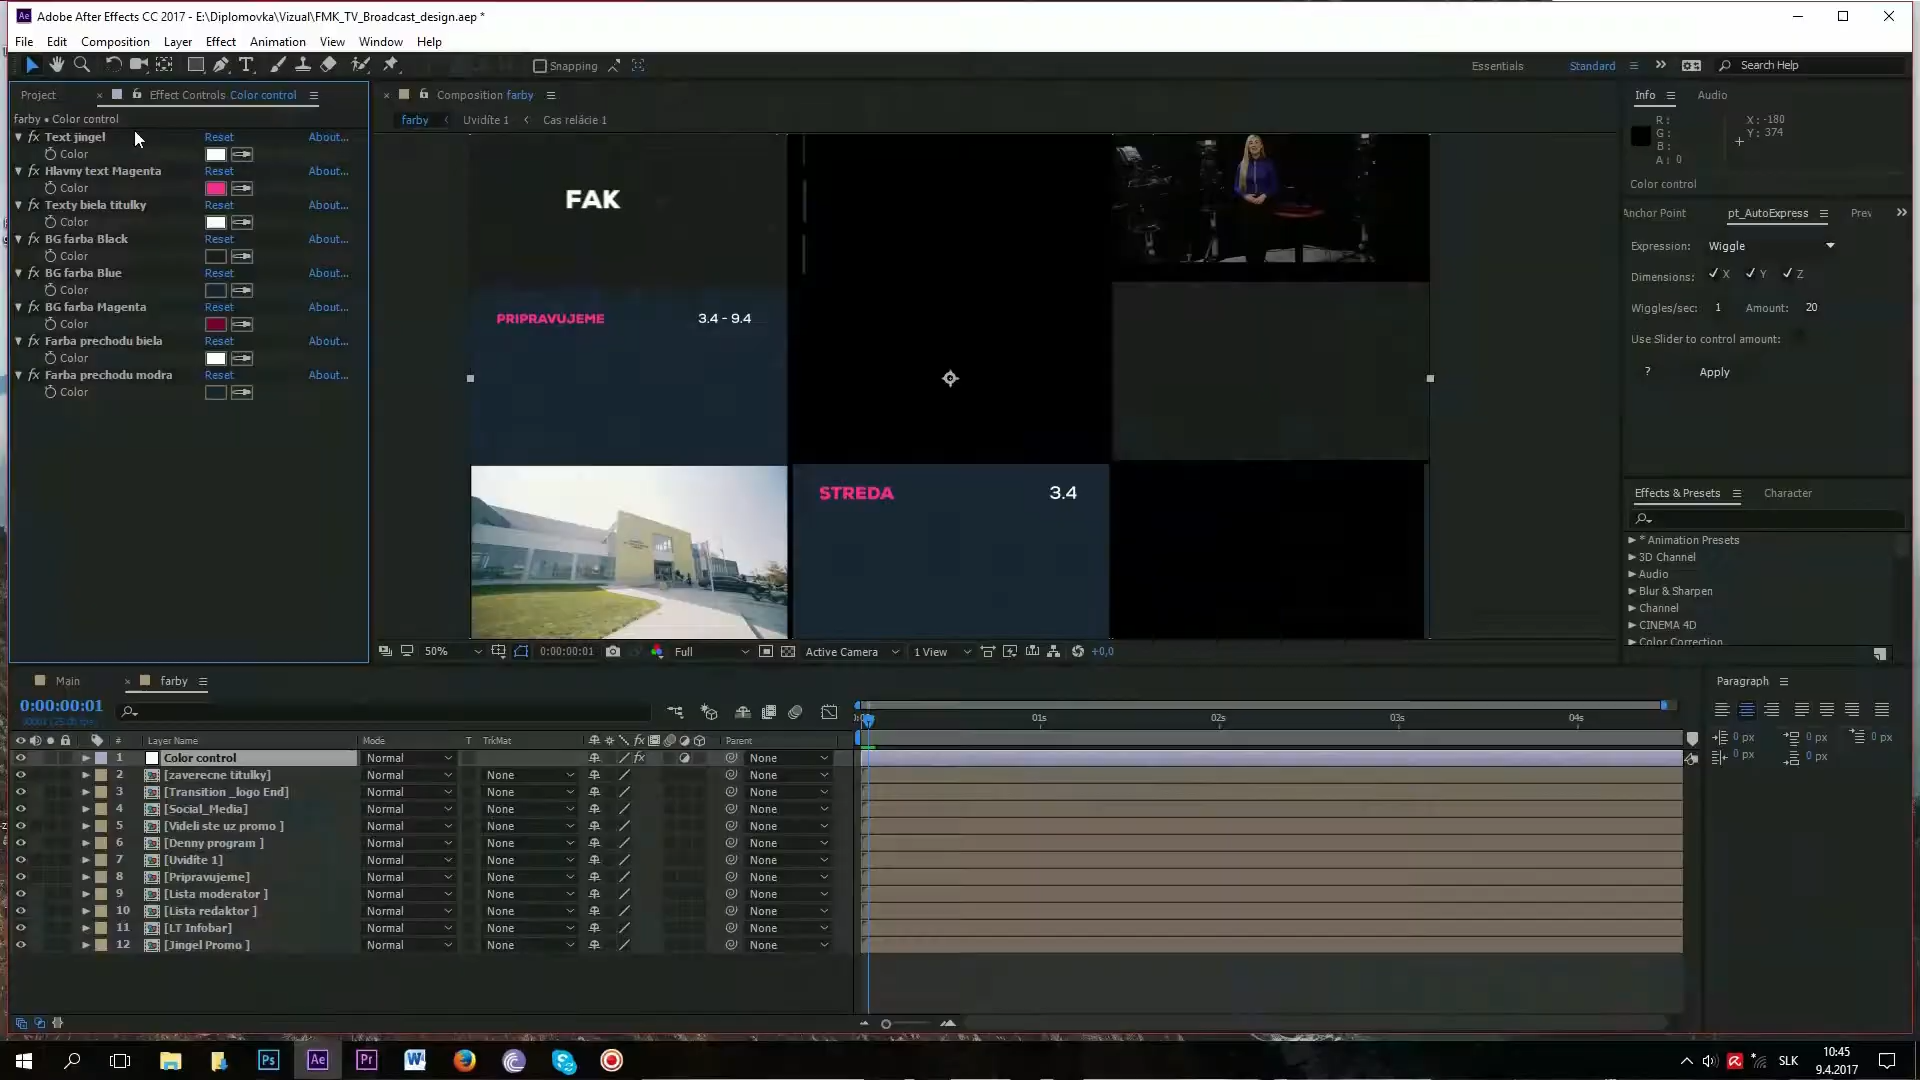 Adobe After Effects CC 2017 - E:\Diplomovka\Vizual\FMK_TV_Broadcast_design.aep *
File Edit Composition Layer Effect Animation View Window Help
Snapping Essentials Standard Search Help
Project Effect Controls Color control
farby • Color control
Text jingel Reset About...
Color
Hlavny text Magenta Reset About...
Color
Texty biela titulky Reset About...
Color
BG farba Black Reset About...
Color
BG farba Blue Reset About...
Color
BG farba Magenta Reset About...
Color
Farba prechodu biela Reset About...
Color
Farba prechodu modra Reset About...
Color
Composition farby
farby Uvidíte 1 Cas relácie 1
FAK
PRIPRAVUJEME 3.4 - 9.4
STREDA 3.4
50% 0:00:00:01 Full Active Camera 1 View +0,0
Info Audio
R: X: -180
G: Y: 374
B:
A: 0
Color control
Anchor Point pt_AutoExpress Prev
Expression: Wiggle
Dimensions: X Y Z
Wiggles/sec: 1 Amount: 20
Use Slider to control amount:
? Apply
Effects & Presets Character
* Animation Presets
3D Channel
Audio
Blur & Sharpen
Channel
CINEMA 4D
Color Correction
Main farby
0:00:00:01
00001 (25.00 fps)
01s 02s 03s 04s
# Layer Name Mode T TrkMat Parent
1 Color control Normal None
2 [zaverecne titulky] Normal None None
3 [Transition _logo End] Normal None None
4 [Social_Media] Normal None None
5 [Videli ste uz promo ] Normal None None
6 [Denny program ] Normal None None
7 [Uvidíte 1] Normal None None
8 [Pripravujeme] Normal None None
9 [Lista moderator ] Normal None None
10 [Lista redaktor ] Normal None None
11 [LT Infobar] Normal None None
12 [Jingel Promo ] Normal None None
Paragraph
0 px 0 px 0 px
0 px 0 px
Ps Ae Pr
SLK 10:45
9.4.2017